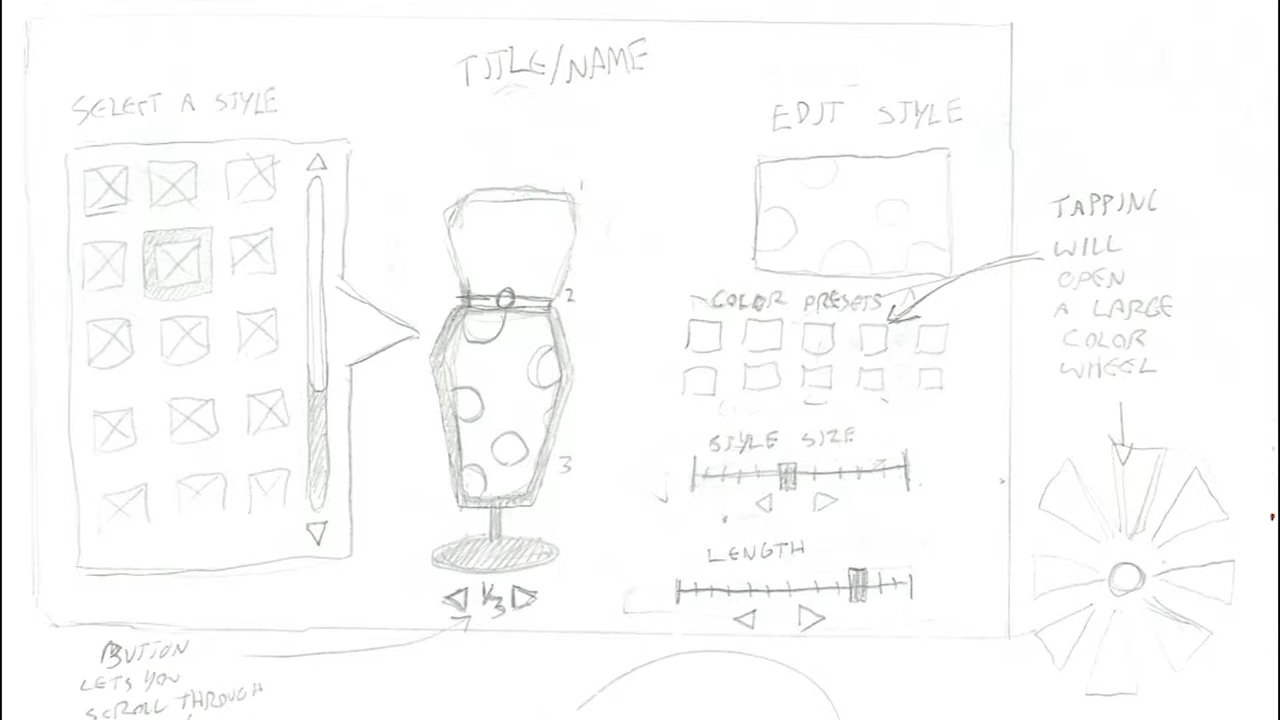 TITLE/NAME
SELECT A STYLE
EDIT STYLE
1
2
3
1/3
COLOR PRESETS
STYLE SIZE
LENGTH
TAPPING
WILL
OPEN
A LARGE
COLOR
WHEEL
BUTTON
LETS YOU
SCROLL THROUGH